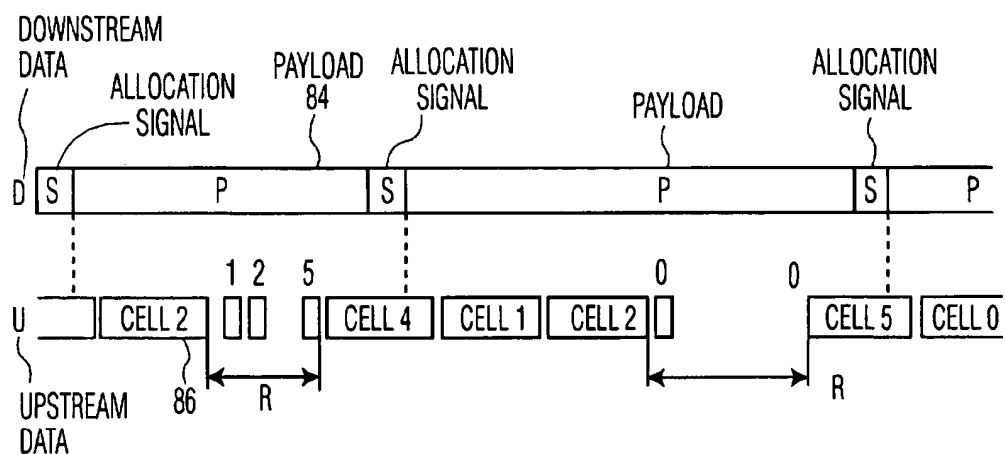 DOWNSTREAM
DATA
ALLOCATION
SIGNAL
PAYLOAD
84
ALLOCATION
SIGNAL
PAYLOAD
ALLOCATION
SIGNAL
D S P S P S P
1 2 5 0 0
U CELL 2 CELL 4 CELL 1 CELL 2 CELL 5 CELL 0
86 R R
UPSTREAM
DATA